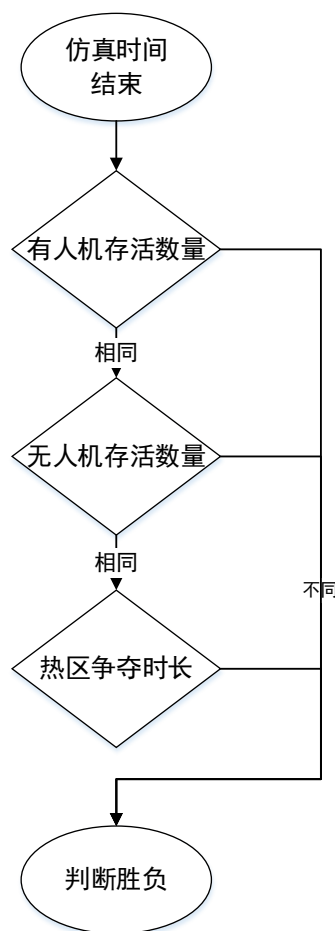 仿真时间
结束
有人机存活数量
相同
无人机存活数量
相同
不同
热区争夺时长
判断胜负